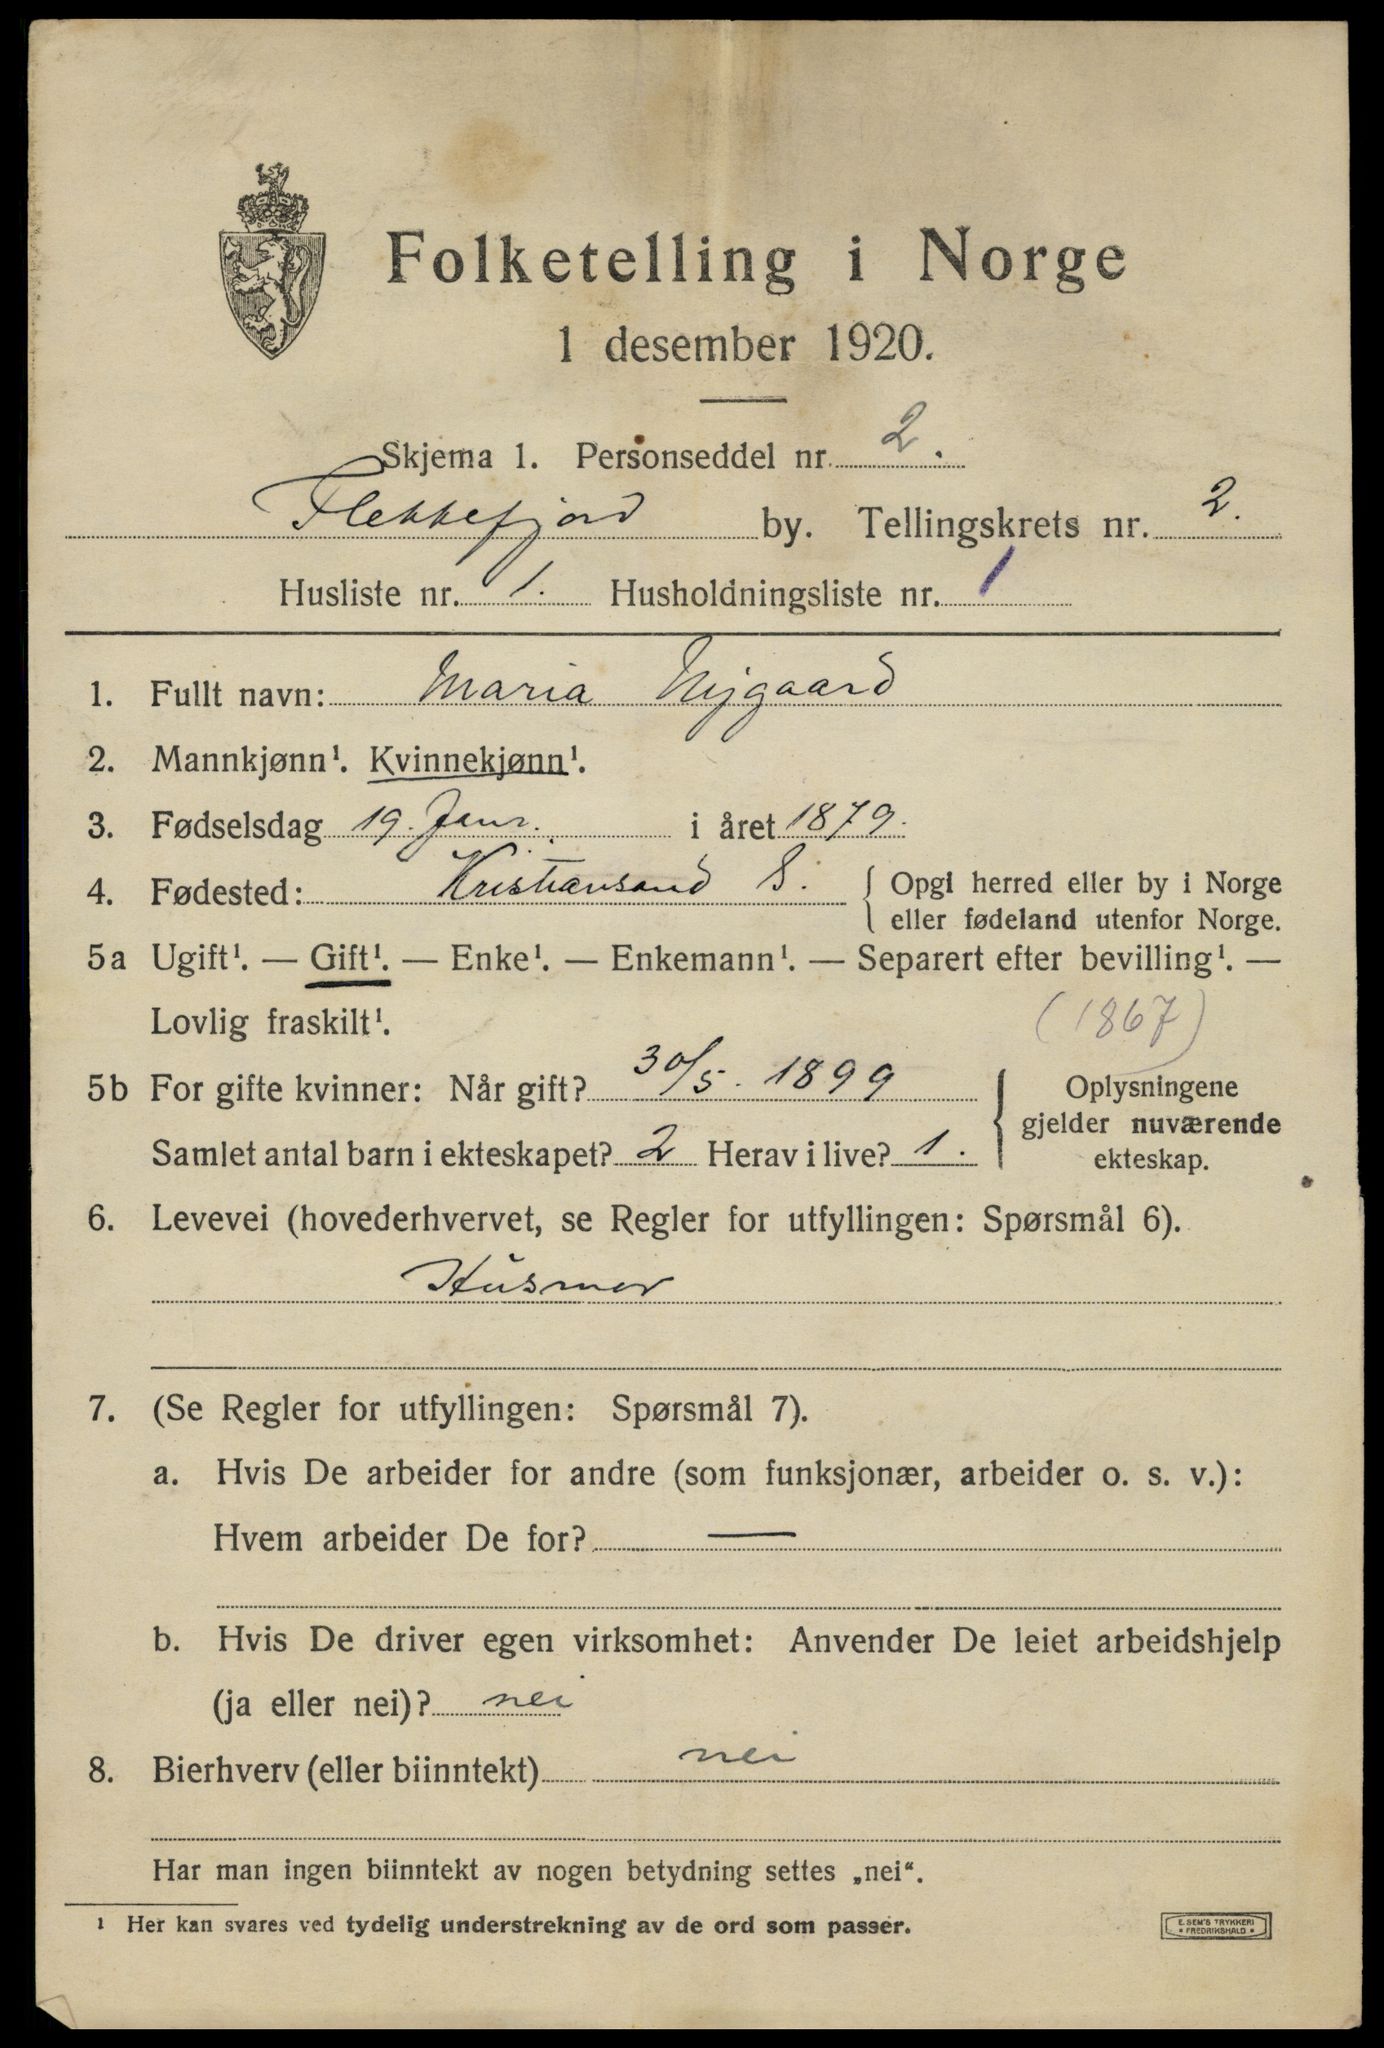 Folketelling i Norge
1 desember 1920.
Skjema 1. Personseddel nr. 2.
Flekkefjord by. Tellingskrets nr. 2.
Husliste nr. 1. Husholdningsliste nr. 1
1. Fullt navn: Maria Nygaard
2. Mannkjønn¹. Kvinnekjønn¹.
3. Fødselsdag 19. Janr. i året 1879.
4. Fødested: Kristiansand S. { Opgi herred eller by i Norge
eller fødeland utenfor Norge.
5a Ugift¹. — Gift¹. — Enke¹. — Enkemann¹. — Separert efter bevilling¹. —
Lovlig fraskilt¹. (1867)
5b For gifte kvinner: Når gift? 30/5. 1899 { Oplysningene
gjelder nuværende
Samlet antal barn i ekteskapet? 2 Herav i live? 1. ekteskap.
6. Levevei (hovederhvervet, se Regler for utfyllingen: Spørsmål 6).
Husmor
7. (Se Regler for utfyllingen: Spørsmål 7).
a. Hvis De arbeider for andre (som funksjonær, arbeider o. s. v.):
Hvem arbeider De for? —
b. Hvis De driver egen virksomhet: Anvender De leiet arbeidshjelp
(ja eller nei)? nei
8. Bierhverv (eller biinntekt) nei
Har man ingen biinntekt av nogen betydning settes „nei“.
¹ Her kan svares ved tydelig understrekning av de ord som passer.
E. SEM'S TRYKKERI
• FREDRIKSHALD •